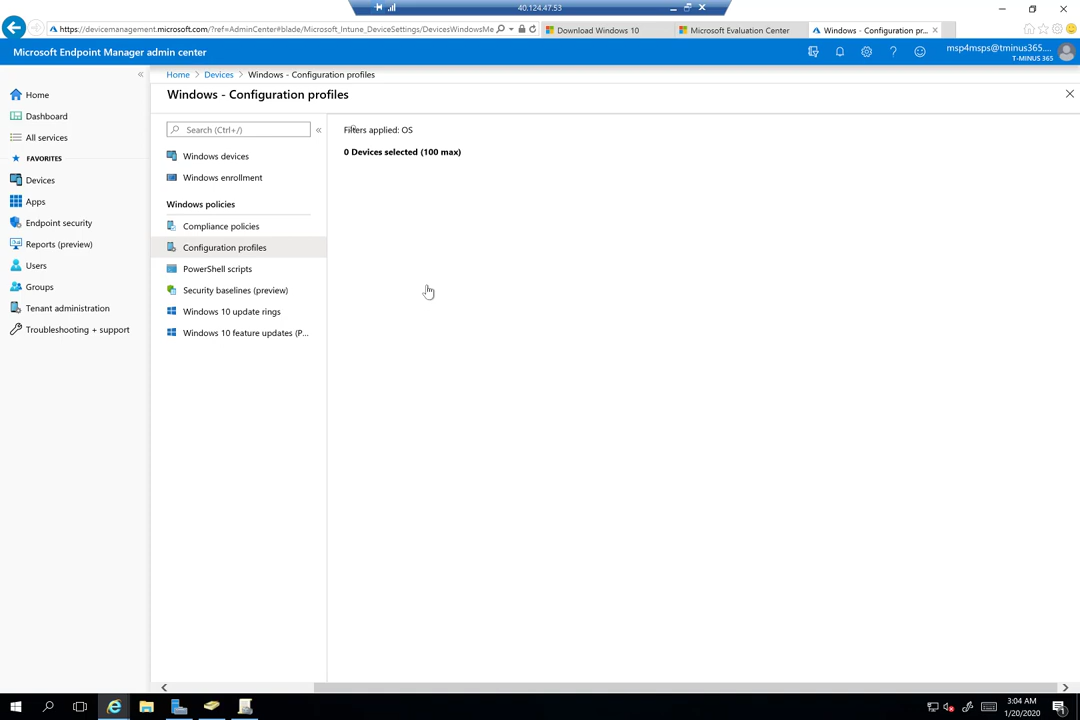 40.124.47.53
https://devicemanagement.microsoft.com/?ref=AdminCenter#blade/Microsoft_Intune_DeviceSettings/DevicesWindowsMe
Download Windows 10
Microsoft Evaluation Center
Windows - Configuration pr...
Microsoft Endpoint Manager admin center
msp4msps@tminus365....
T-MINUS 365
Home
Dashboard
All services
FAVORITES
Devices
Apps
Endpoint security
Reports (preview)
Users
Groups
Tenant administration
Troubleshooting + support
Home > Devices > Windows - Configuration profiles
Windows - Configuration profiles
Search (Ctrl+/)
Windows devices
Windows enrollment
Windows policies
Compliance policies
Configuration profiles
PowerShell scripts
Security baselines (preview)
Windows 10 update rings
Windows 10 feature updates (P...
Filters applied: OS
0 Devices selected (100 max)
3:04 AM
1/20/2020